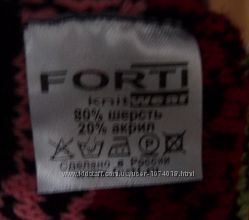 FORTI
knitwear
80% шерсть
20% акрил
Сделано в России